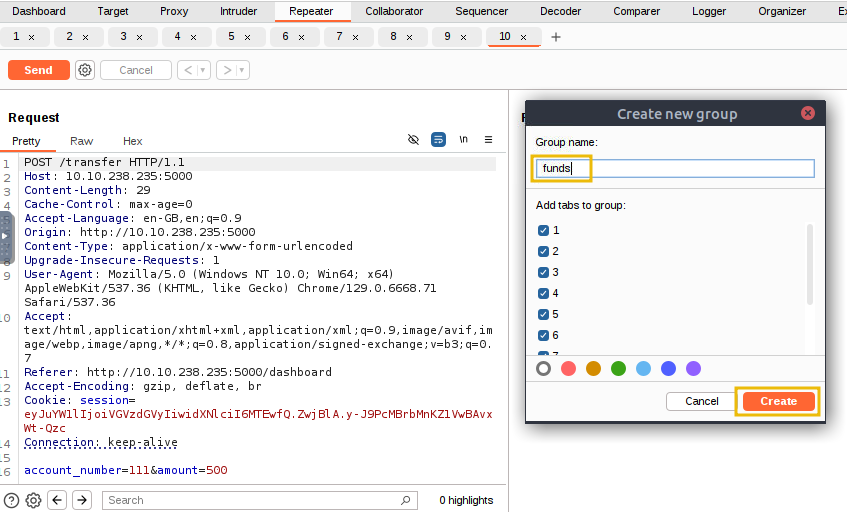 Dashboard Target Proxy Intruder Repeater Collaborator Sequencer Decoder Comparer Logger Organizer
1 × 2 × 3 × 4 × 5 × 6 × 7 × 8 × 9 × 10 × +
Send Cancel < > 
Request
Pretty Raw Hex \n
1 POST /transfer HTTP/1.1
2 Host: 10.10.238.235:5000
3 Content-Length: 29
4 Cache-Control: max-age=0
5 Accept-Language: en-GB,en;q=0.9
6 Origin: http://10.10.238.235:5000
Content-Type: application/x-www-form-urlencoded
8 Upgrade-Insecure-Requests: 1
9 User-Agent: Mozilla/5.0 (Windows NT 10.0; Win64; x64)
AppleWebKit/537.36 (KHTML, like Gecko) Chrome/129.0.6668.71
Safari/537.36
10 Accept:
text/html,application/xhtml+xml,application/xml;q=0.9,image/avif,im
age/webp,image/apng,*/*;q=0.8,application/signed-exchange;v=b3;q=0.
7
11 Referer: http://10.10.238.235:5000/dashboard
12 Accept-Encoding: gzip, deflate, br
13 Cookie: session=
eyJuYW1lIjoiVGVzdGVyIiwidXNlciI6MTEwfQ.ZwjBlA.y-J9PcMBrbMnKZ1VwBAvx
Wt-Qzc
14 Connection: keep-alive
15
16 account_number=111&amount=500
Search
0 highlights
Create new group
Group name:
funds
Add tabs to group:
1
2
3
4
5
6
7
Cancel Create